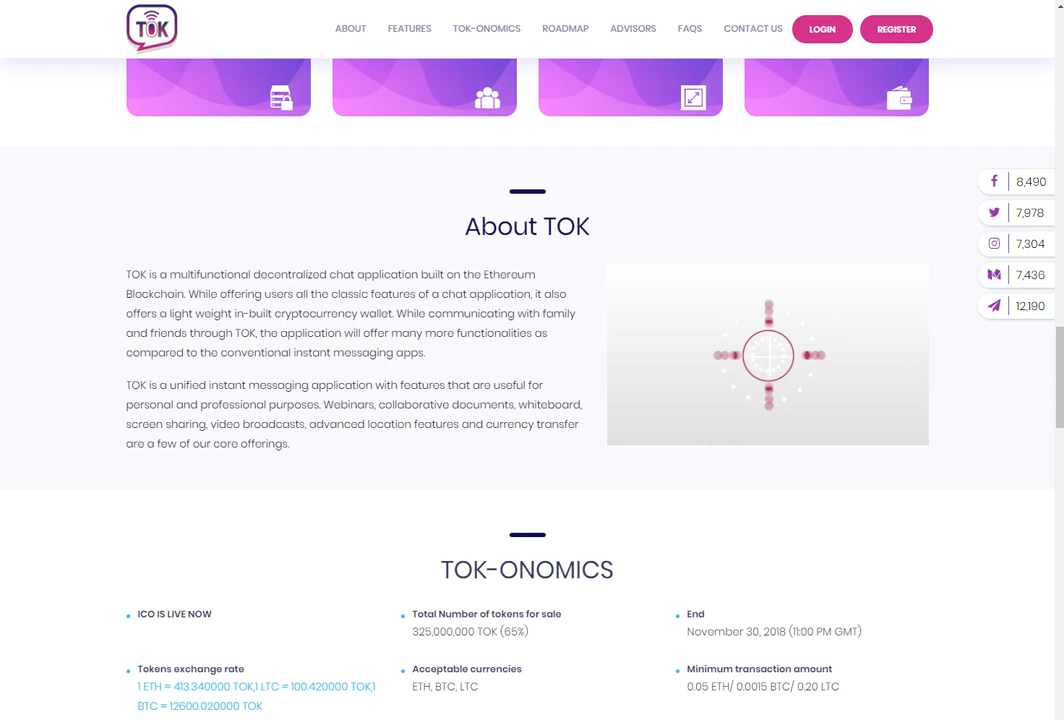 TOK
ABOUT FEATURES TOK-ONOMICS ROADMAP ADVISORS FAQS CONTACT US LOGIN REGISTER
8,490
7,978
7,304
7,436
12,190
About TOK
TOK is a multifunctional decentralized chat application built on the Ethereum
Blockchain. While offering users all the classic features of a chat application, it also
offers a light weight in-built cryptocurrency wallet. While communicating with family
and friends through TOK, the application will offer many more functionalities as
compared to the conventional instant messaging apps.
TOK is a unified instant messaging application with features that are useful for
personal and professional purposes. Webinars, collaborative documents, whiteboard,
screen sharing, video broadcasts, advanced location features and currency transfer
are a few of our core offerings.
TOK-ONOMICS
ICO IS LIVE NOW
Total Number of tokens for sale
325,000,000 TOK (65%)
End
November 30, 2018 (11:00 PM GMT)
Tokens exchange rate
1 ETH = 413.340000 TOK,1 LTC = 100.420000 TOK,1
BTC = 12600.020000 TOK
Acceptable currencies
ETH, BTC, LTC
Minimum transaction amount
0.05 ETH/ 0.0015 BTC/ 0.20 LTC